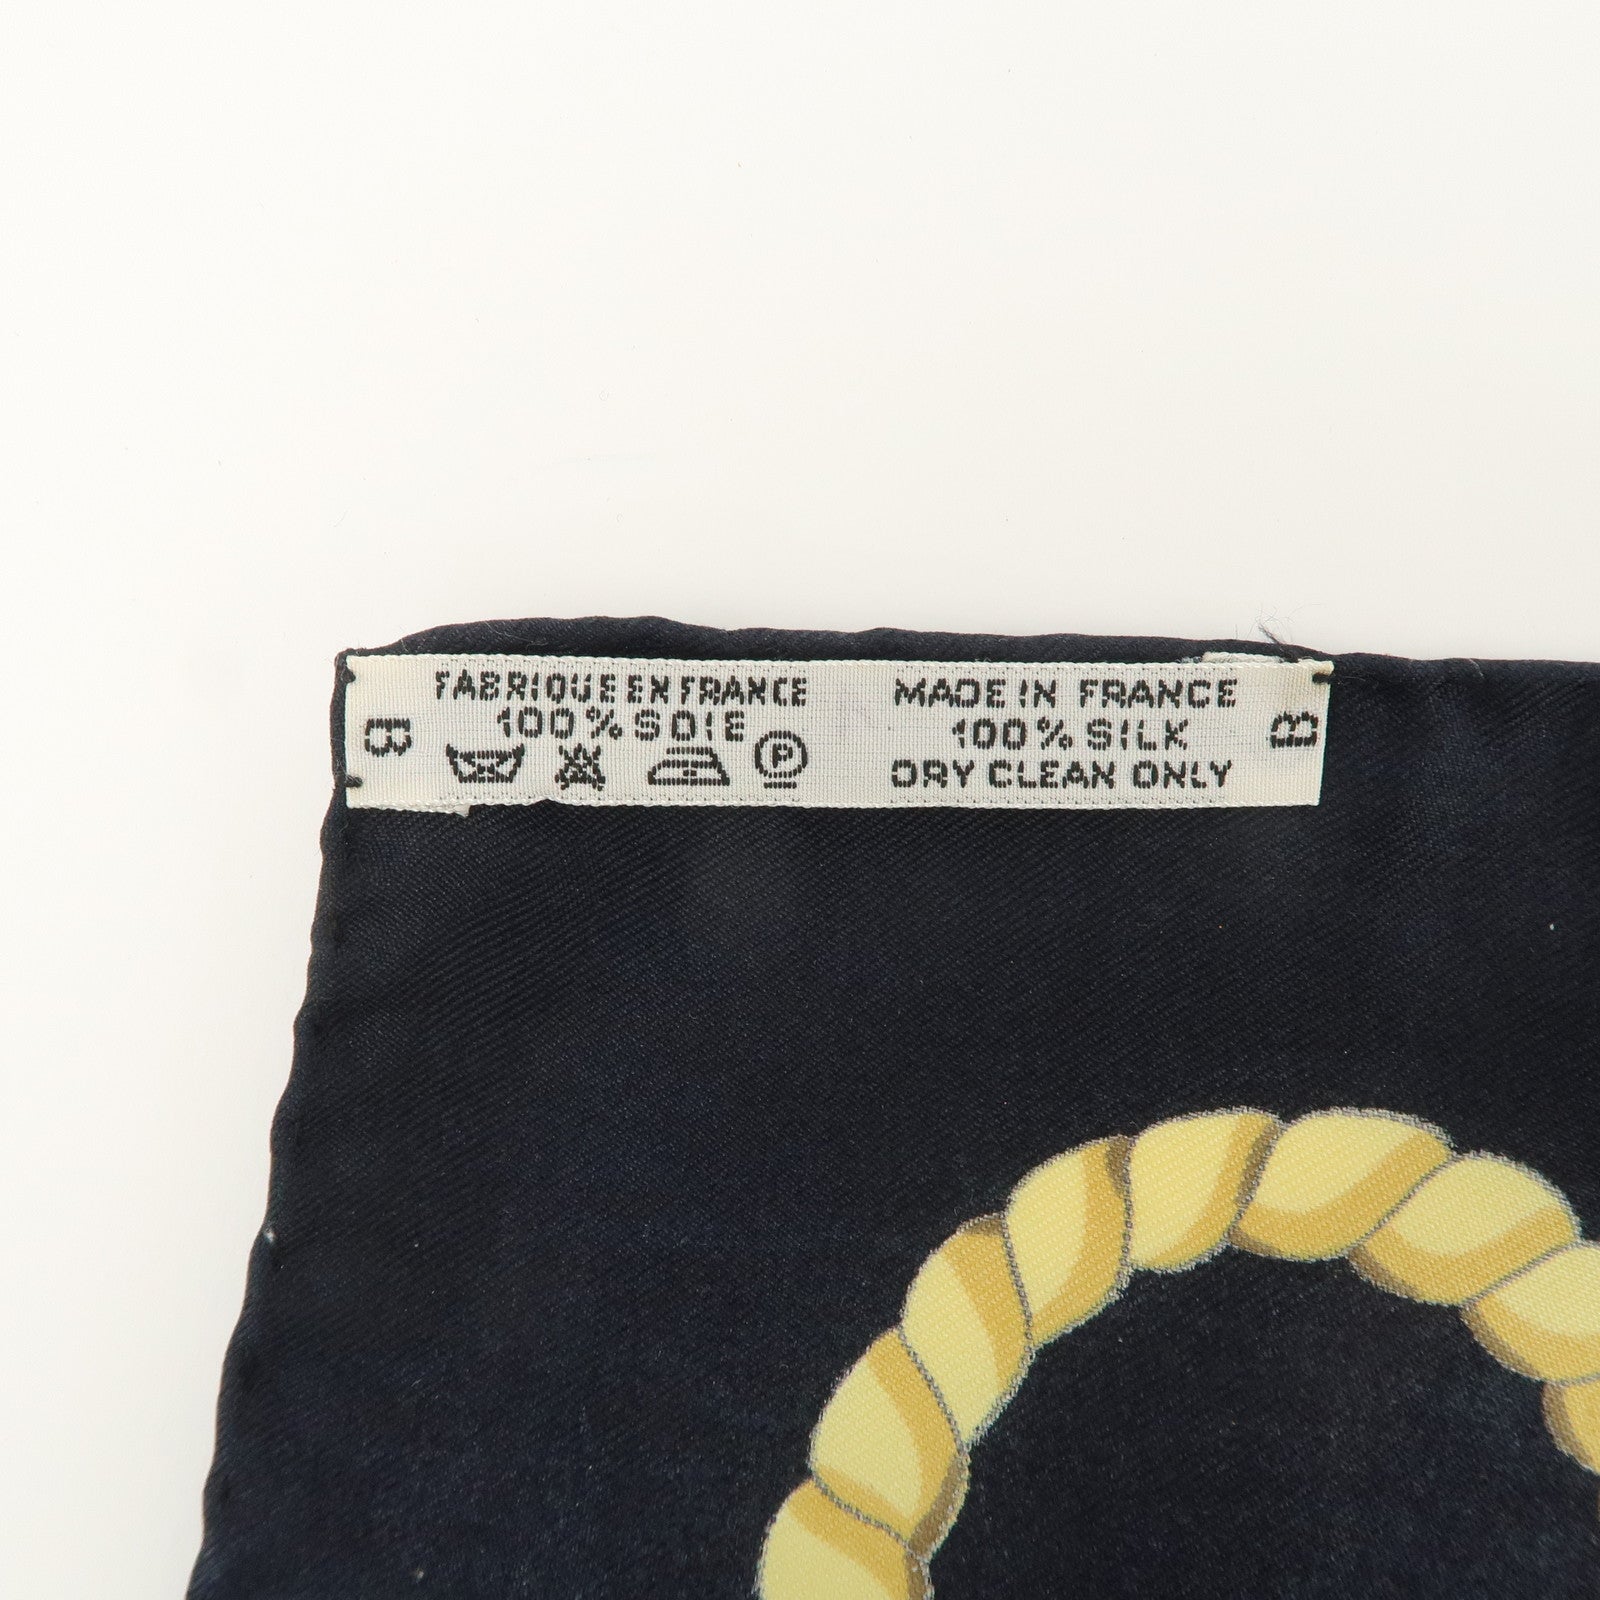 FABRIQUE EN FRANCE
100% SOIE
P
B
MADE IN FRANCE
100% SILK
DRY CLEAN ONLY
B